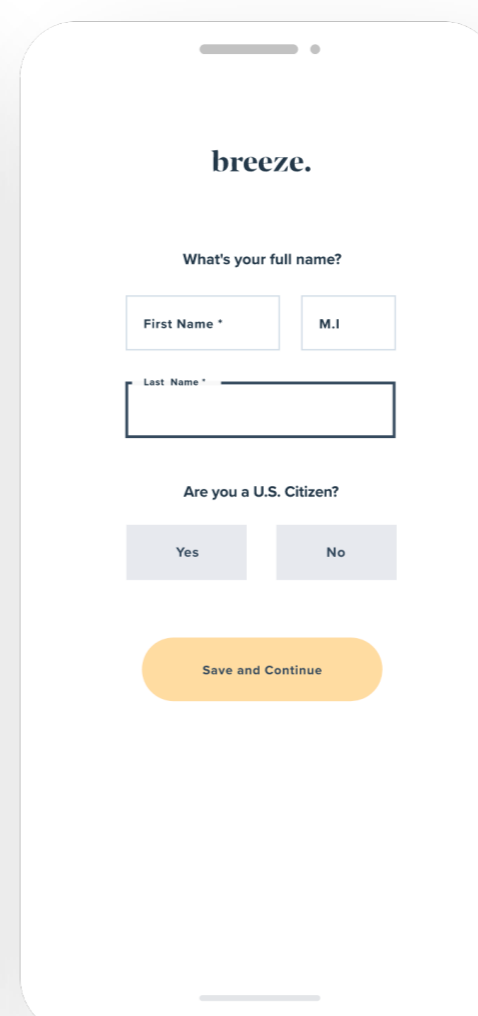 breeze.
What's your full name?
First Name * M.I
Last Name *
Are you a U.S. Citizen?
Yes No
Save and Continue